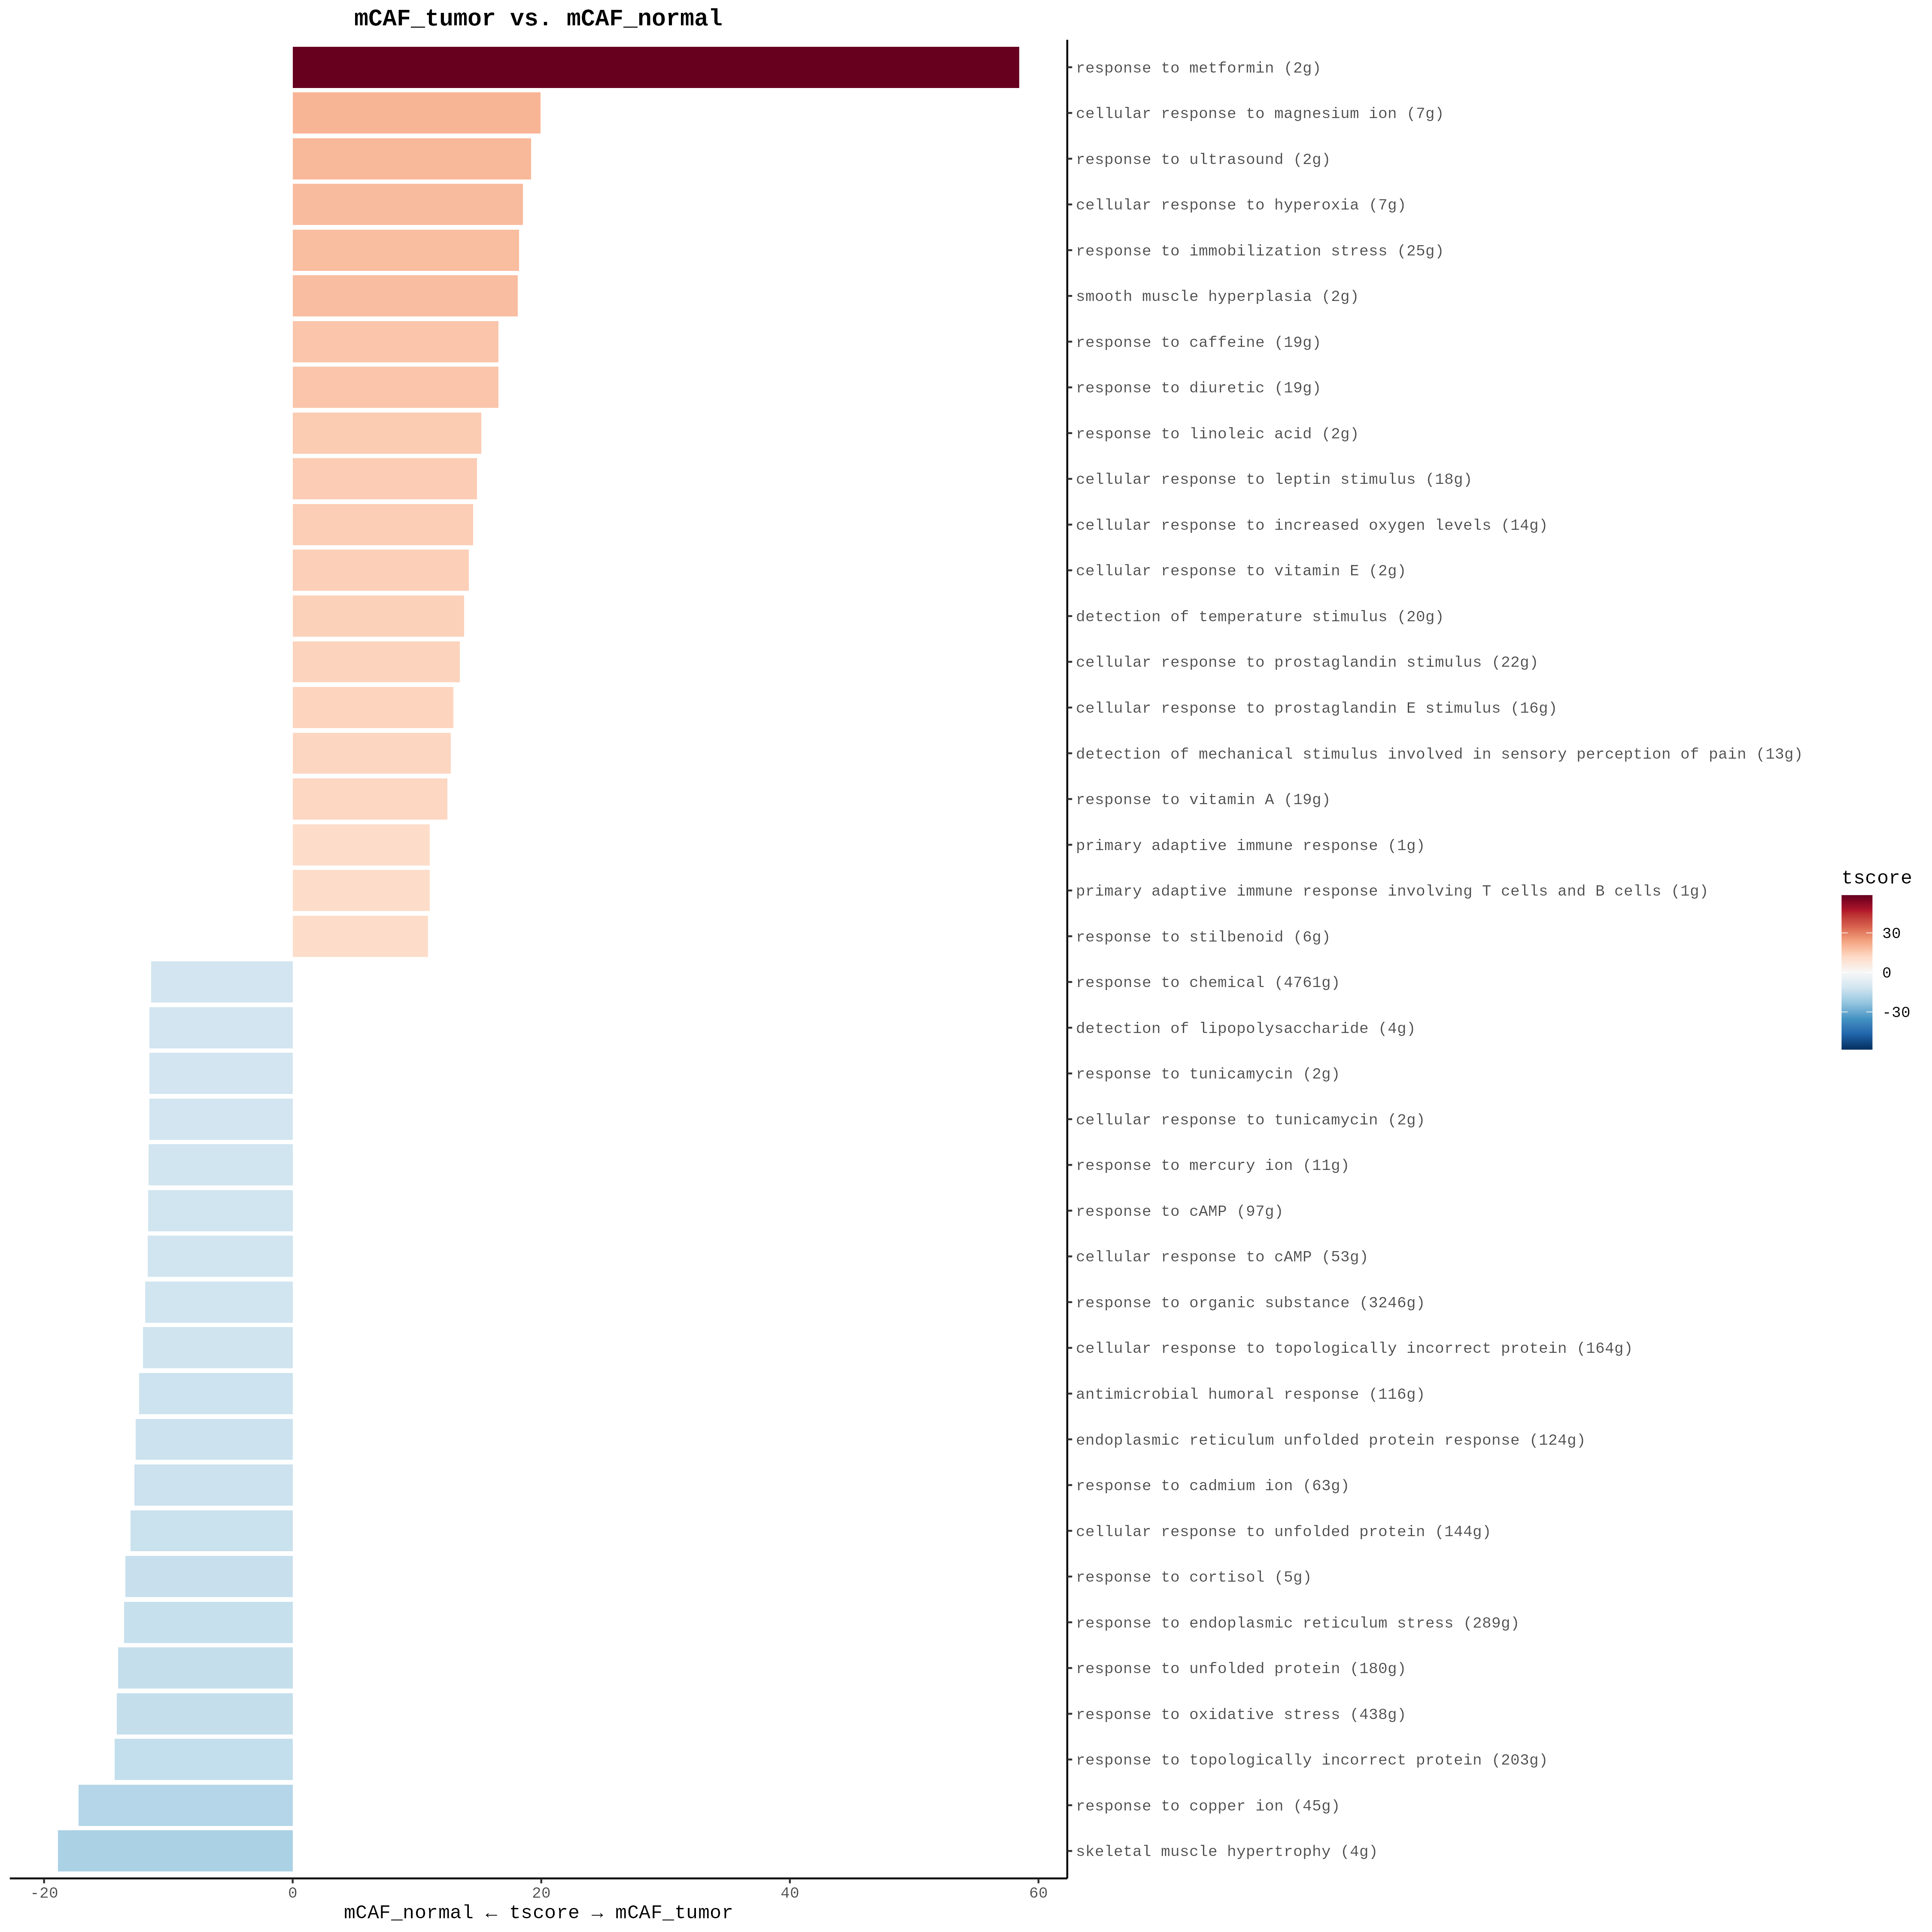 mCAF_tumor vs. mCAF_normal
response to metformin (2g)
cellular response to magnesium ion (7g)
response to ultrasound (2g)
cellular response to hyperoxia (7g)
response to immobilization stress (25g)
smooth muscle hyperplasia (2g)
response to caffeine (19g)
response to diuretic (19g)
response to linoleic acid (2g)
cellular response to leptin stimulus (18g)
cellular response to increased oxygen levels (14g)
cellular response to vitamin E (2g)
detection of temperature stimulus (20g)
cellular response to prostaglandin stimulus (22g)
cellular response to prostaglandin E stimulus (16g)
detection of mechanical stimulus involved in sensory perception of pain (13g)
response to vitamin A (19g)
primary adaptive immune response (1g)
primary adaptive immune response involving T cells and B cells (1g)
response to stilbenoid (6g)
response to chemical (4761g)
detection of lipopolysaccharide (4g)
response to tunicamycin (2g)
cellular response to tunicamycin (2g)
response to mercury ion (11g)
response to cAMP (97g)
cellular response to cAMP (53g)
response to organic substance (3246g)
cellular response to topologically incorrect protein (164g)
antimicrobial humoral response (116g)
endoplasmic reticulum unfolded protein response (124g)
response to cadmium ion (63g)
cellular response to unfolded protein (144g)
response to cortisol (5g)
response to endoplasmic reticulum stress (289g)
response to unfolded protein (180g)
response to oxidative stress (438g)
response to topologically incorrect protein (203g)
response to copper ion (45g)
skeletal muscle hypertrophy (4g)
-20 0 20 40 60
mCAF_normal ← tscore → mCAF_tumor
tscore
30
0
-30